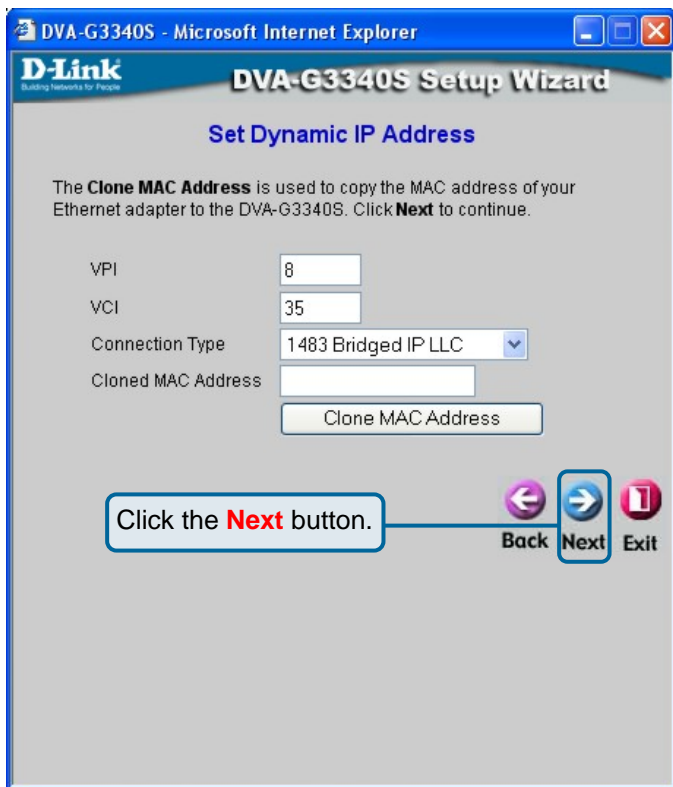 DVA-G3340S - Microsoft Internet Explorer
D-Link
Building Networks for People
DVA-G3340S Setup Wizard
Set Dynamic IP Address
The Clone MAC Address is used to copy the MAC address of your
Ethernet adapter to the DVA-G3340S. Click Next to continue.
VPI 8
VCI 35
Connection Type 1483 Bridged IP LLC
Cloned MAC Address
Clone MAC Address
Click the Next button.
Back Next Exit